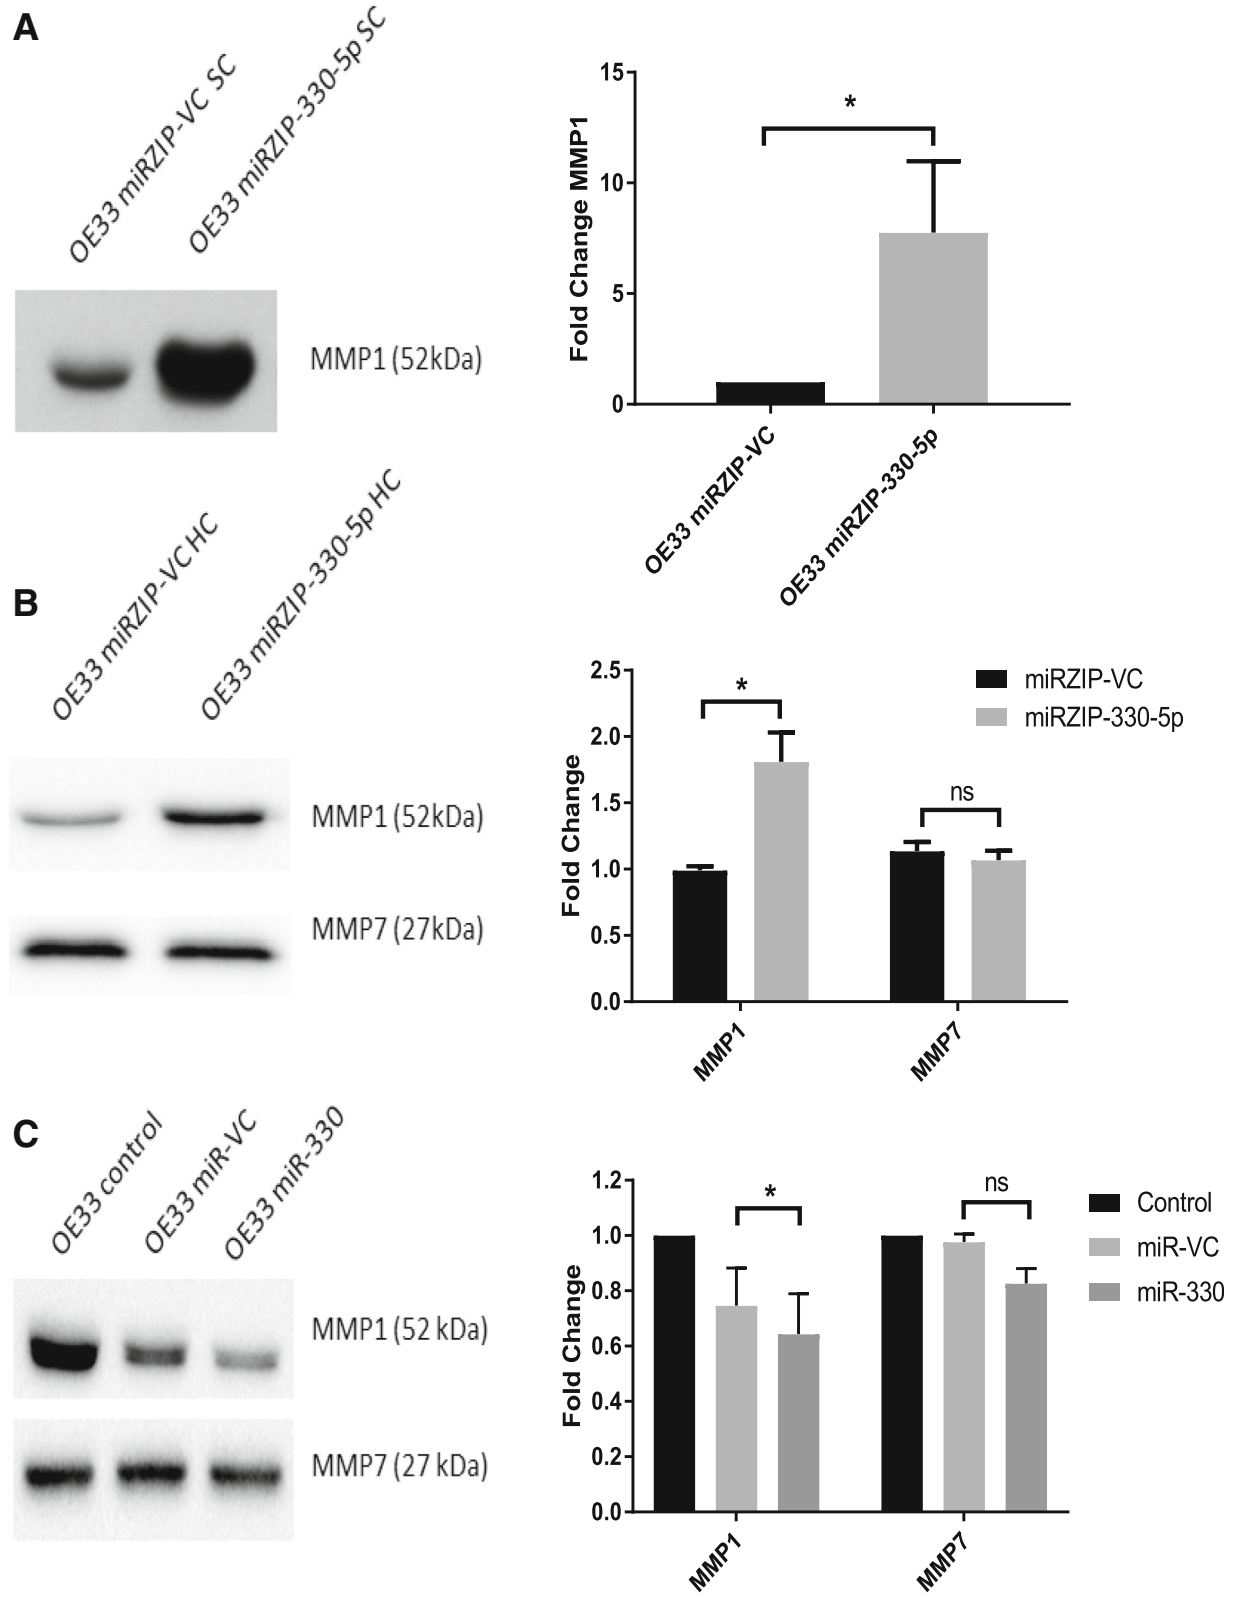 A
OE33 miRZIP-VC SC
OE33 miRZIP-330-5p SC
MMP1 (52kDa)
Fold Change MMP1
15
10
5
0
*
OE33 miRZIP-VC
OE33 miRZIP-330-5p
B
OE33 miRZIP-VC HC
OE33 miRZIP-330-5p HC
MMP1 (52kDa)
MMP7 (27kDa)
Fold Change
2.5
2.0
1.5
1.0
0.5
0.0
*
ns
miRZIP-VC
miRZIP-330-5p
MMP1
MMP7
C
OE33 control
OE33 miR-VC
OE33 miR-330
MMP1 (52 kDa)
MMP7 (27 kDa)
Fold Change
1.2
1.0
0.8
0.6
0.4
0.2
0.0
*
ns
Control
miR-VC
miR-330
MMP1
MMP7